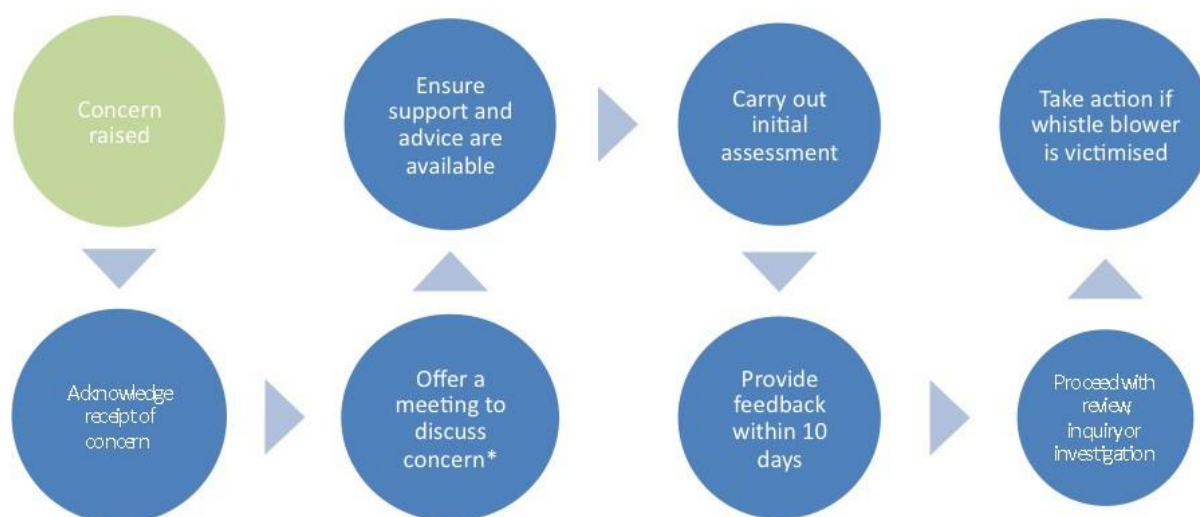 Concern
raised
Acknowledge
receipt of
concern
Offer a
meeting to
discuss
concern*
Ensure
support and
advice are
available
Carry out
initial
assessment
Provide
feedback
within 10
days
Proceed with
review,
inquiry or
investigation
Take action if
whistle blower
is victimised